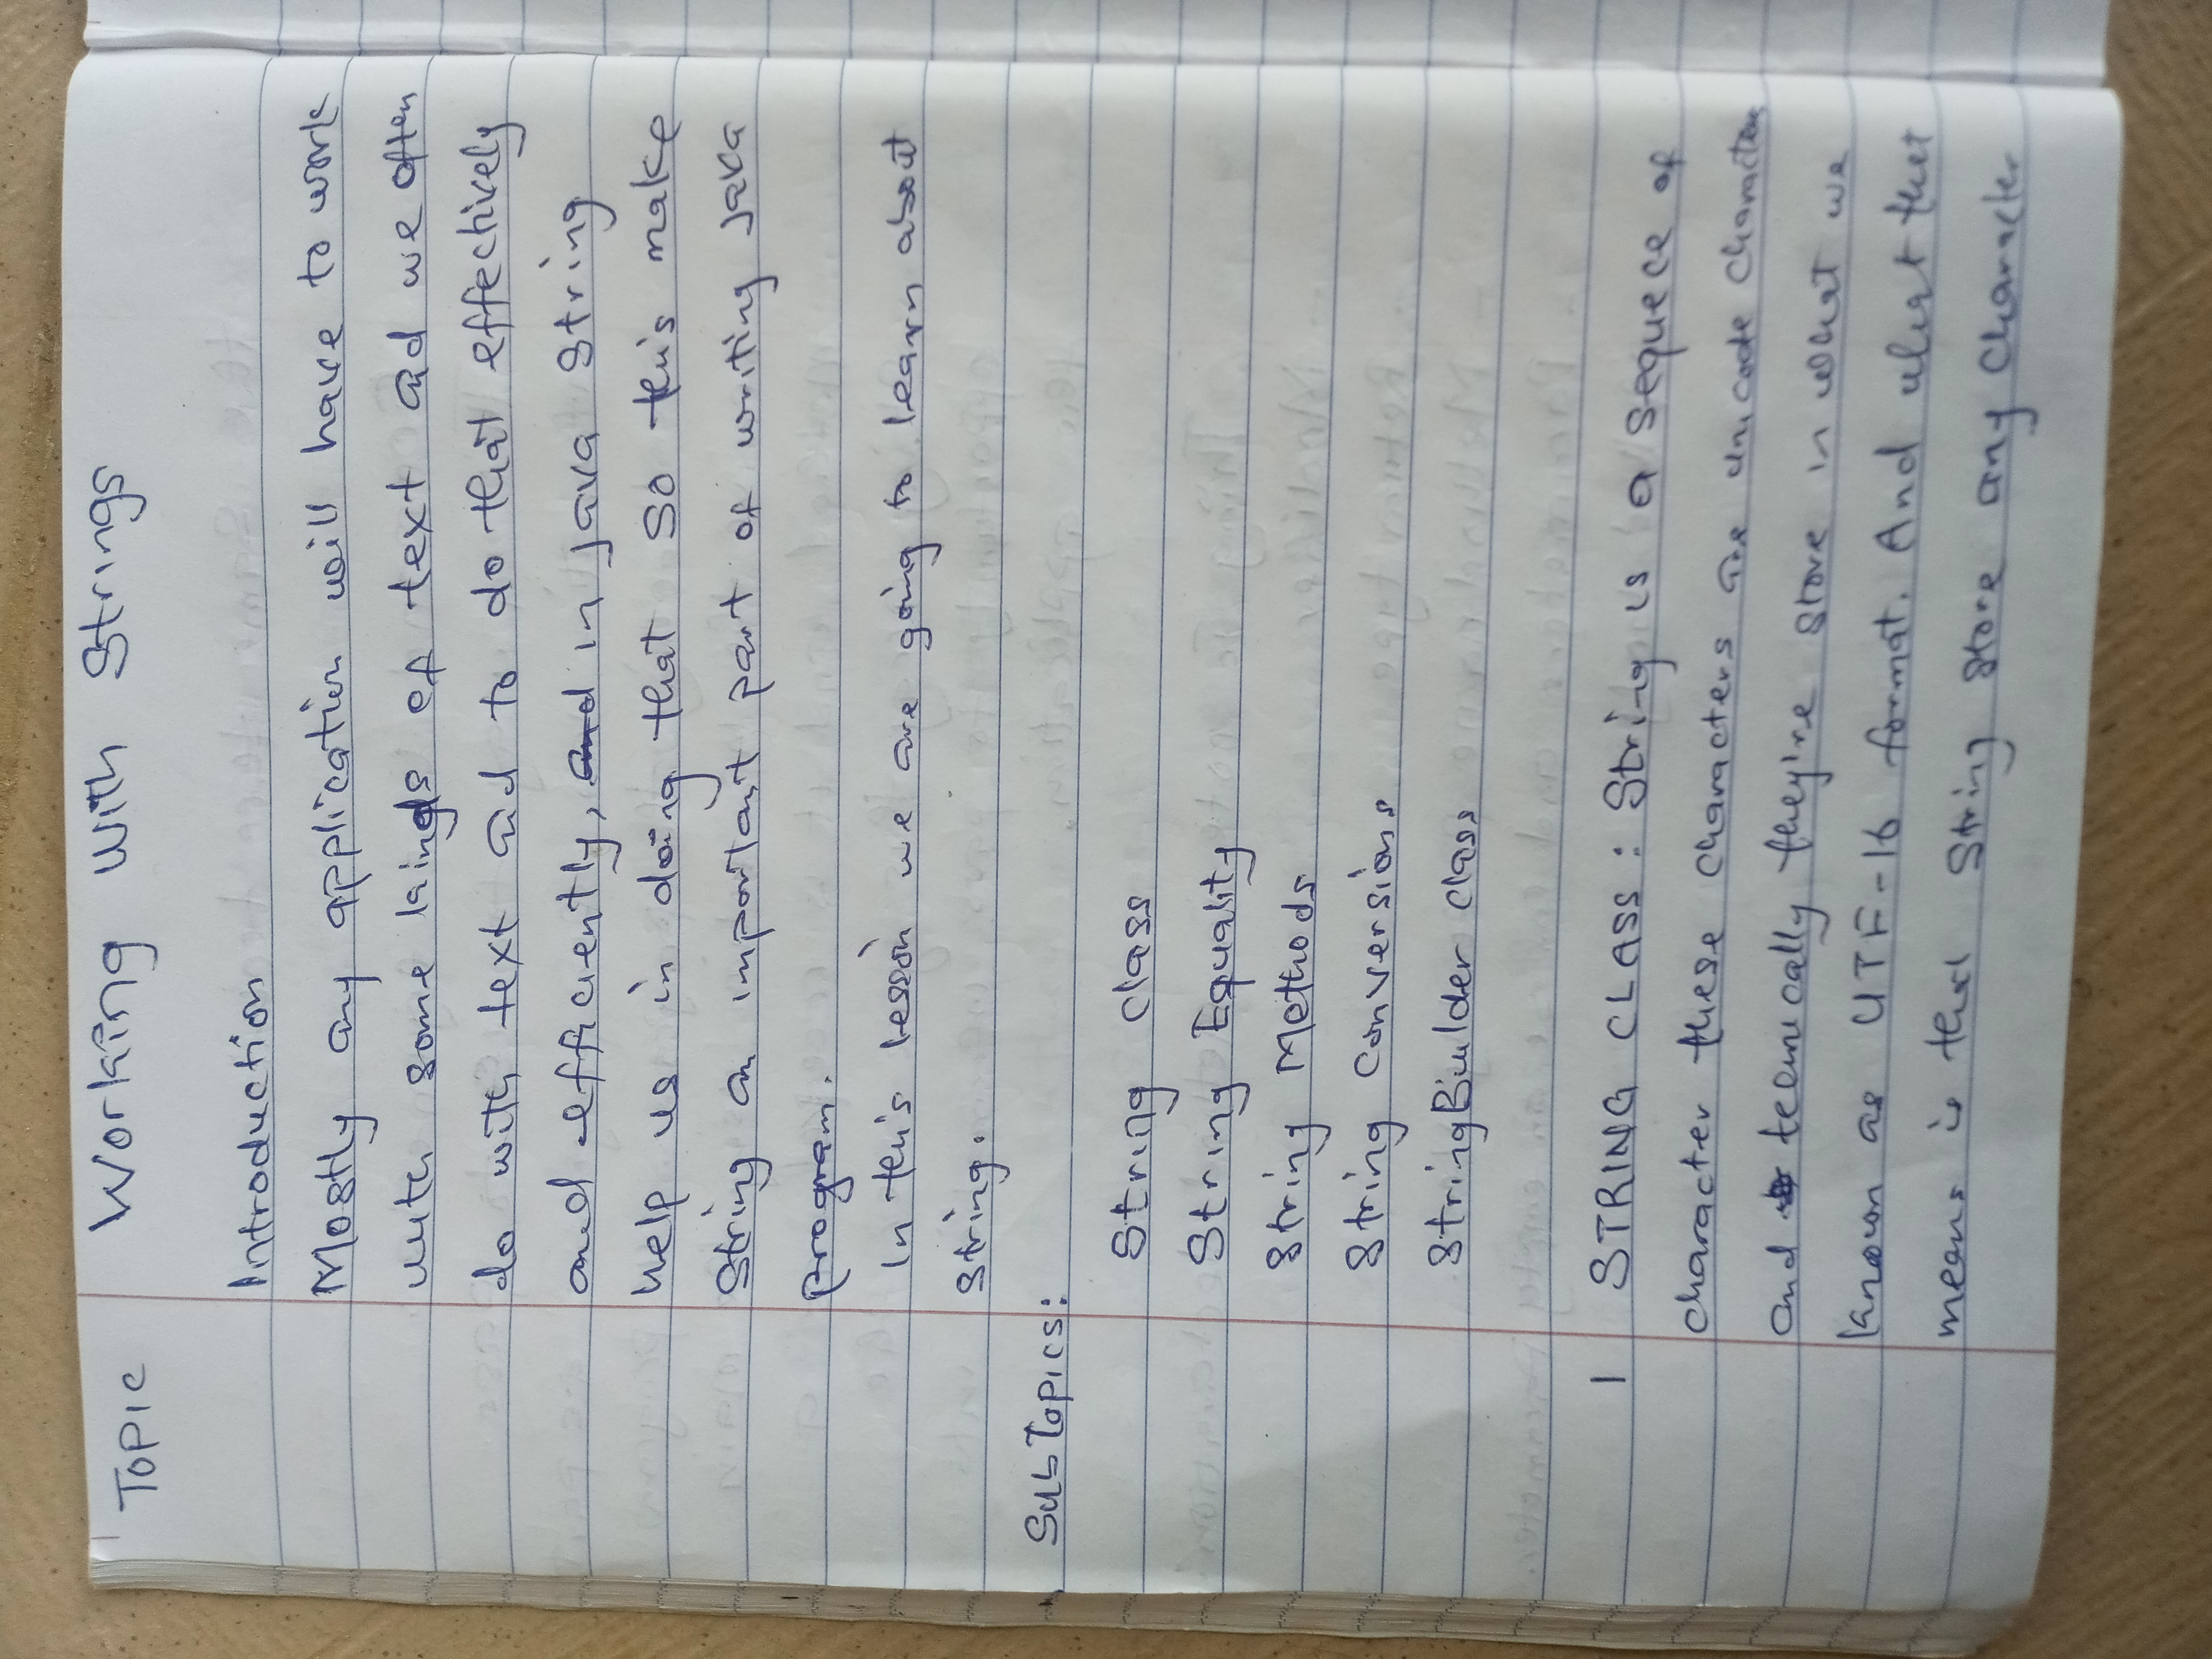 Topic Working with Strings
Introduction
Mostly any application will have to work
with some kinds of text and we often
do with text and to do that effectively
and efficiently, in java string
help us in doing that so this make
String an important part of writing java
program.
In this lesson we are going to learn about
string.
SubTopics:
String class
String Equality
String Methods
String conversions
StringBuilder class
1 STRING CLASS: String is a sequece of
character these characters are unicode character
and tecnically they're store in what we
known as UTF-16 format. And what that
means is that String store any character